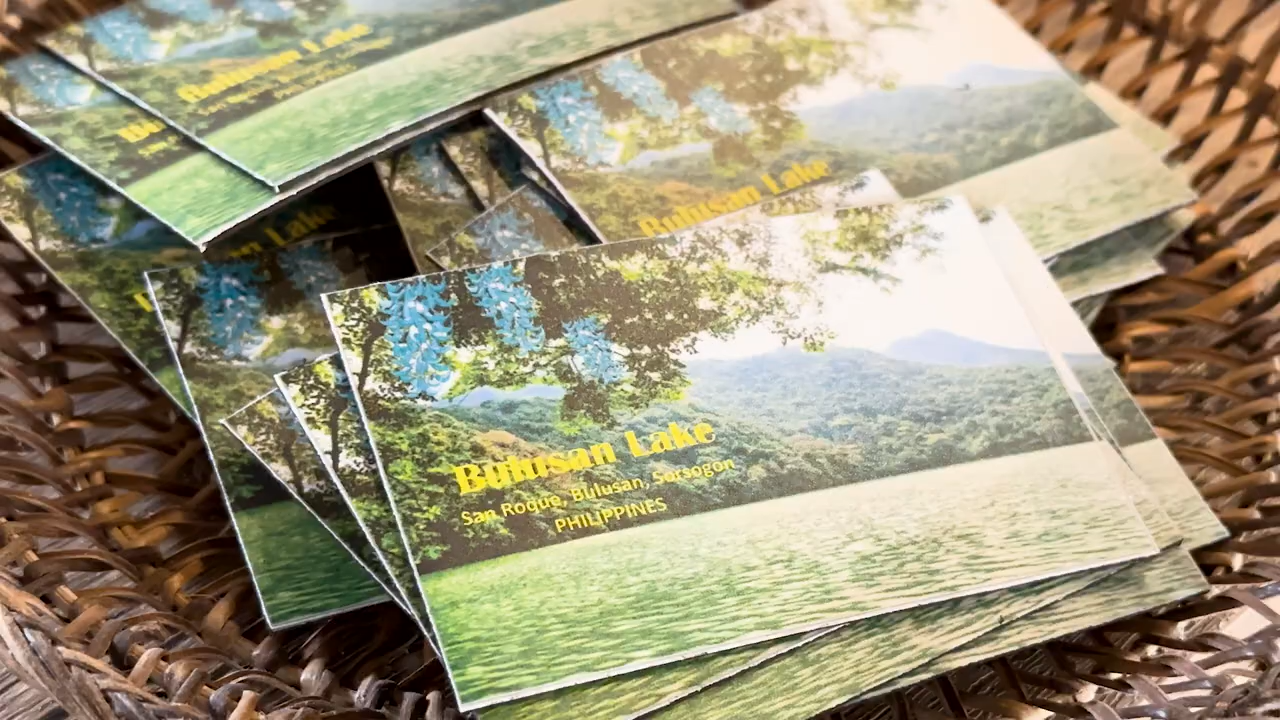 Bulusan Lake
Bulusan Lake
Bulusan Lake
San Roque, Bulusan, Sorsogon
PHILIPPINES